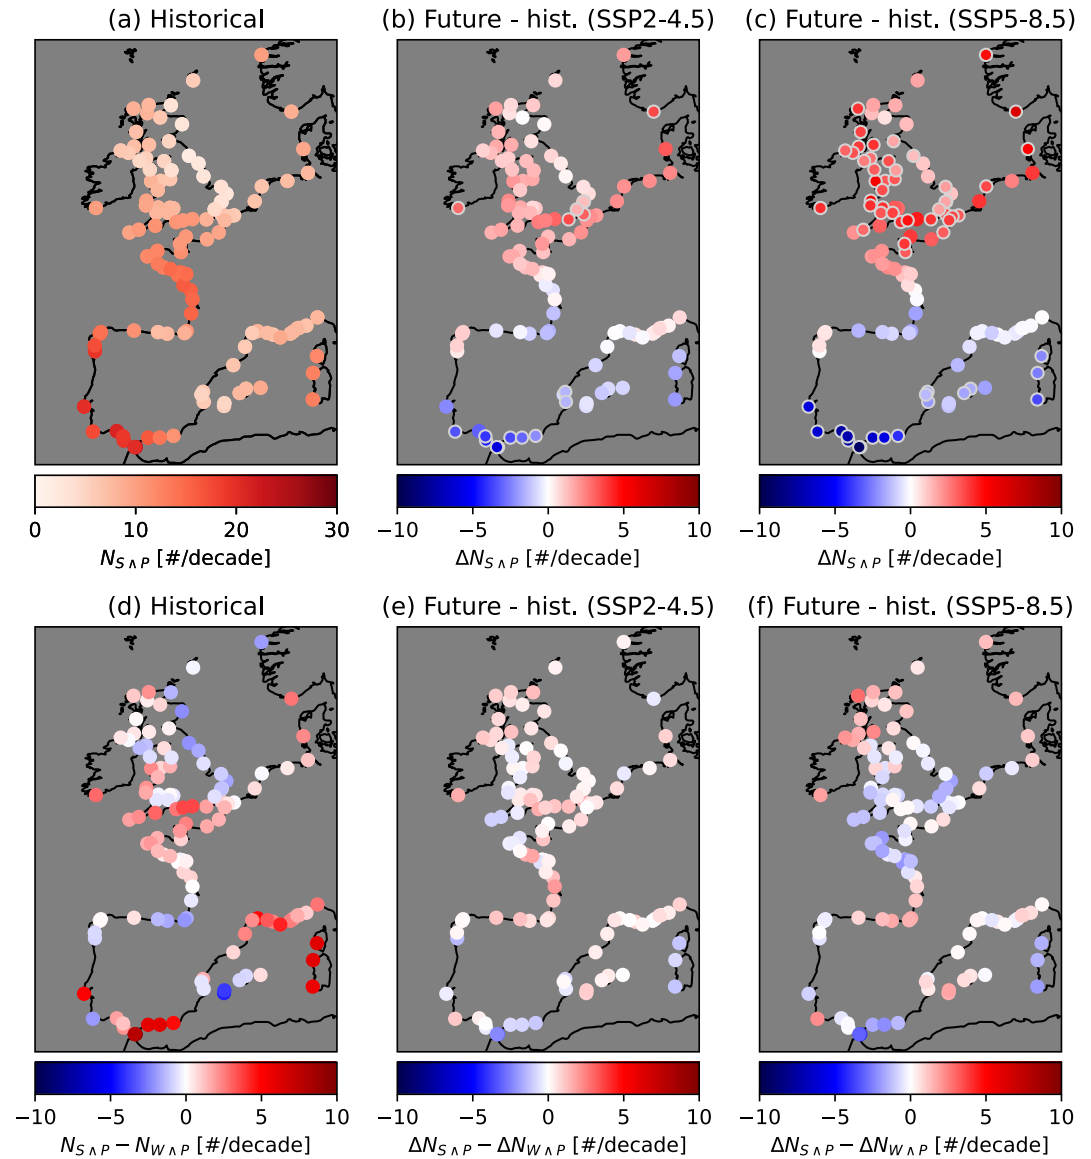 (a) Historical
(b) Future - hist. (SSP2-4.5)
(c) Future - hist. (SSP5-8.5)
0 10 20 30
−10 −5 0 5 10
−10 −5 0 5 10
N_{S∧P} [#/decade]
ΔN_{S∧P} [#/decade]
ΔN_{S∧P} [#/decade]
(d) Historical
(e) Future - hist. (SSP2-4.5)
(f) Future - hist. (SSP5-8.5)
−10 −5 0 5 10
−10 −5 0 5 10
−10 −5 0 5 10
N_{S∧P} − N_{W∧P} [#/decade]
ΔN_{S∧P} − ΔN_{W∧P} [#/decade]
ΔN_{S∧P} − ΔN_{W∧P} [#/decade]